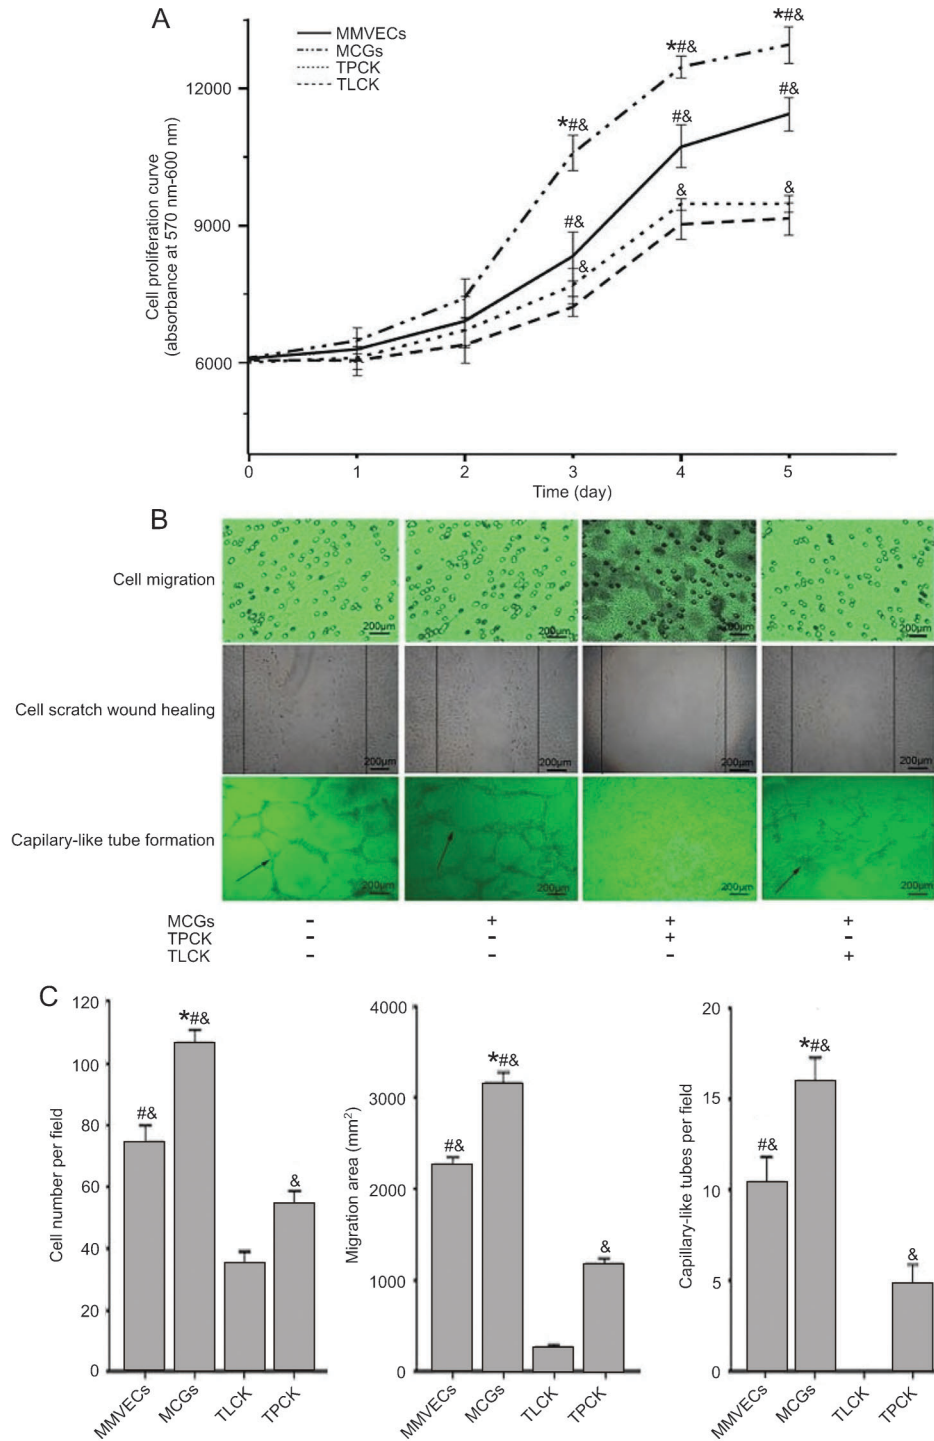 A
MMVECs
MCGs
TPCK
TLCK
*#&
*#&
*#&
#&
#&
#&
&
&
&
12000
9000
6000
Cell proliferation curve
(absorbance at 570 nm-600 nm)
0 1 2 3 4 5
Time (day)
B
Cell migration
200μm 200μm 200μm 200μm
Cell scratch wound healing
200μm 200μm 200μm 200μm
Capilary-like tube formation
200μm 200μm 200μm 200μm
MCGs - + + +
TPCK - - + -
TLCK - - - +
C
Cell number per field
120
100
80
60
40
20
0
#& *#& &
MMVECs MCGs TLCK TPCK
Migration area (mm²)
4000
3000
2000
1000
0
#& *#& &
MMVECs MCGs TLCK TPCK
Capillary-like tubes per field
20
15
10
5
0
#& *#& &
MMVECs MCGs TLCK TPCK